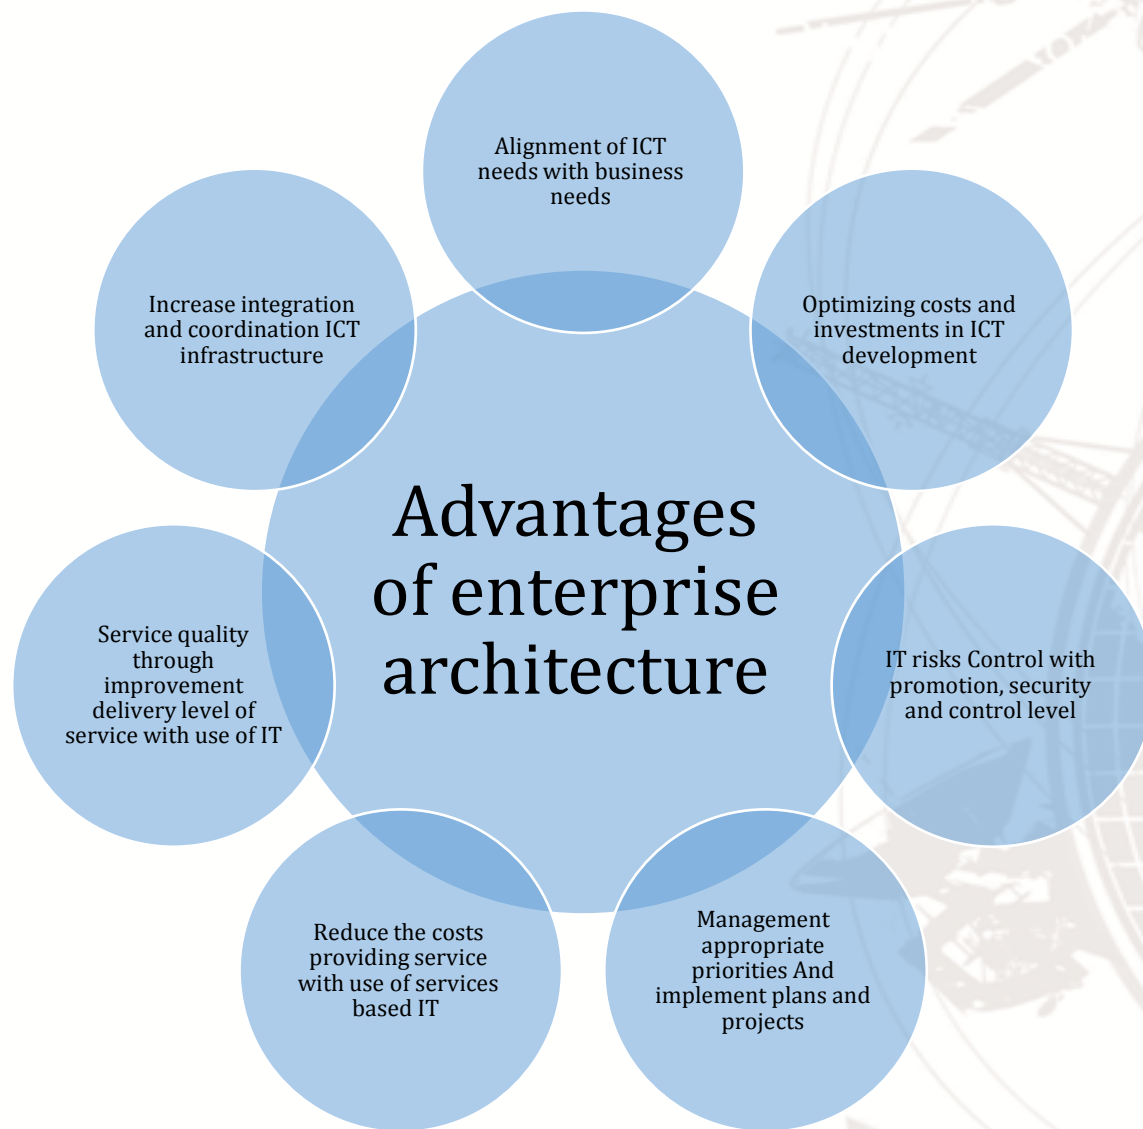 Alignment of ICT
needs with business
needs
Optimizing costs and
investments in ICT
development
IT risks Control with
promotion, security
and control level
Management
appropriate
priorities And
implement plans and
projects
Reduce the costs
providing service
with use of services
based IT
Service quality
through
improvement
delivery level of
service with use of IT
Increase integration
and coordination ICT
infrastructure
Advantages
of enterprise
architecture